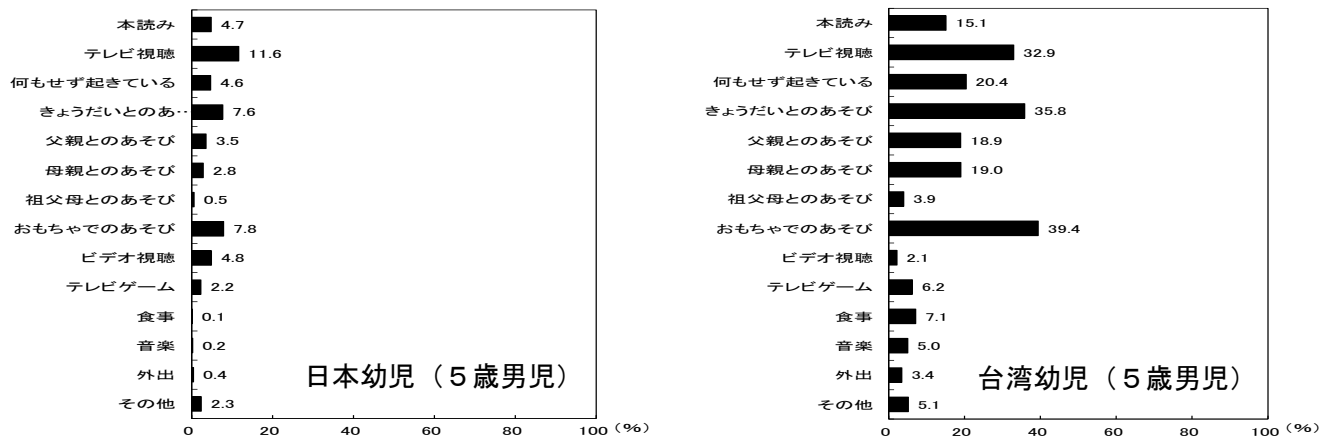 本読み 4.7
テレビ視聴 11.6
何もせず起きている 4.6
きょうだいとのあ‥ 7.6
父親とのあそび 3.5
母親とのあそび 2.8
祖父母とのあそび 0.5
おもちゃでのあそび 7.8
ビデオ視聴 4.8
テレビゲーム 2.2
食事 0.1
音楽 0.2
外出 0.4
その他 2.3
日本幼児（５歳男児）
0 20 40 60 80 100 (%)
本読み 15.1
テレビ視聴 32.9
何もせず起きている 20.4
きょうだいとのあそび 35.8
父親とのあそび 18.9
母親とのあそび 19.0
祖父母とのあそび 3.9
おもちゃでのあそび 39.4
ビデオ視聴 2.1
テレビゲーム 6.2
食事 7.1
音楽 5.0
外出 3.4
その他 5.1
台湾幼児（５歳男児）
0 20 40 60 80 100 (%)